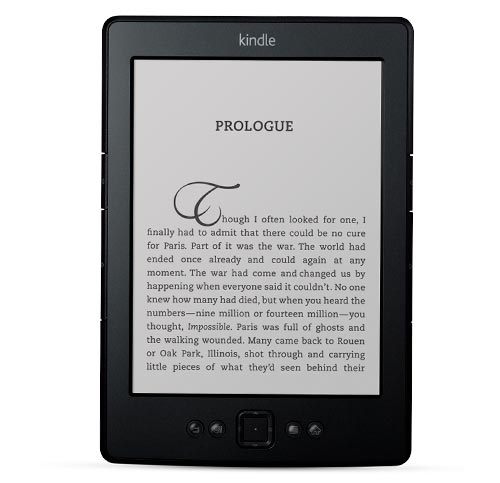 kindle
PROLOGUE
Though I often looked for one, I
finally had to admit that there could be no cure
for Paris. Part of it was the war. The world had
ended once already and could again at any
moment. The war had come and changed us by
happening when everyone said it couldn't. No one
knew how many had died, but when you heard the
numbers—nine million or fourteen million—you
thought, Impossible. Paris was full of ghosts and
the walking wounded. Many came back to Rouen
or Oak Park, Illinois, shot through and carrying
little pieces of what they'd seen behind their